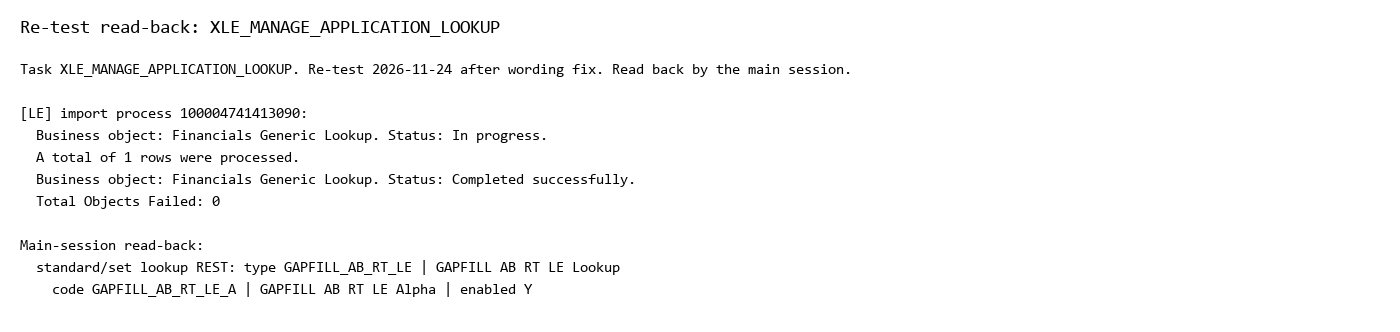 Re-test read-back: XLE_MANAGE_APPLICATION_LOOKUP
Task XLE_MANAGE_APPLICATION_LOOKUP. Re-test 2026-11-24 after wording fix. Read back by the main session.
[LE] import process 100004741413090:
Business object: Financials Generic Lookup. Status: In progress.
A total of 1 rows were processed.
Business object: Financials Generic Lookup. Status: Completed successfully.
Total Objects Failed: 0
Main-session read-back:
standard/set lookup REST: type GAPFILL_AB_RT_LE | GAPFILL AB RT LE Lookup
code GAPFILL_AB_RT_LE_A | GAPFILL AB RT LE Alpha | enabled Y